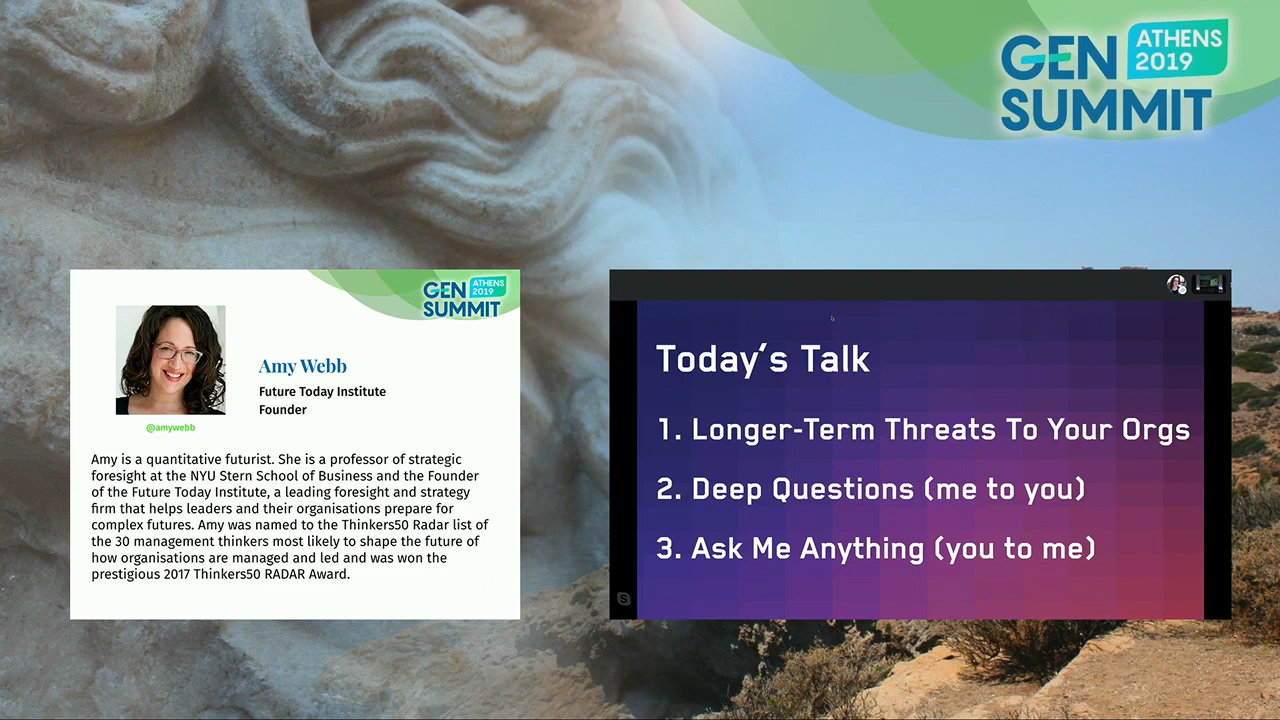 GEN ATHENS
SUMMIT 2019
GEN ATHENS
SUMMIT 2019
Amy Webb
Future Today Institute
Founder
@amywebb
Amy is a quantitative futurist. She is a professor of strategic
foresight at the NYU Stern School of Business and the Founder
of the Future Today Institute, a leading foresight and strategy
firm that helps leaders and their organisations prepare for
complex futures. Amy was named to the Thinkers50 Radar list of
the 30 management thinkers most likely to shape the future of
how organisations are managed and led and was won the
prestigious 2017 Thinkers50 RADAR Award.
Today's Talk
1. Longer-Term Threats To Your Orgs
2. Deep Questions (me to you)
3. Ask Me Anything (you to me)